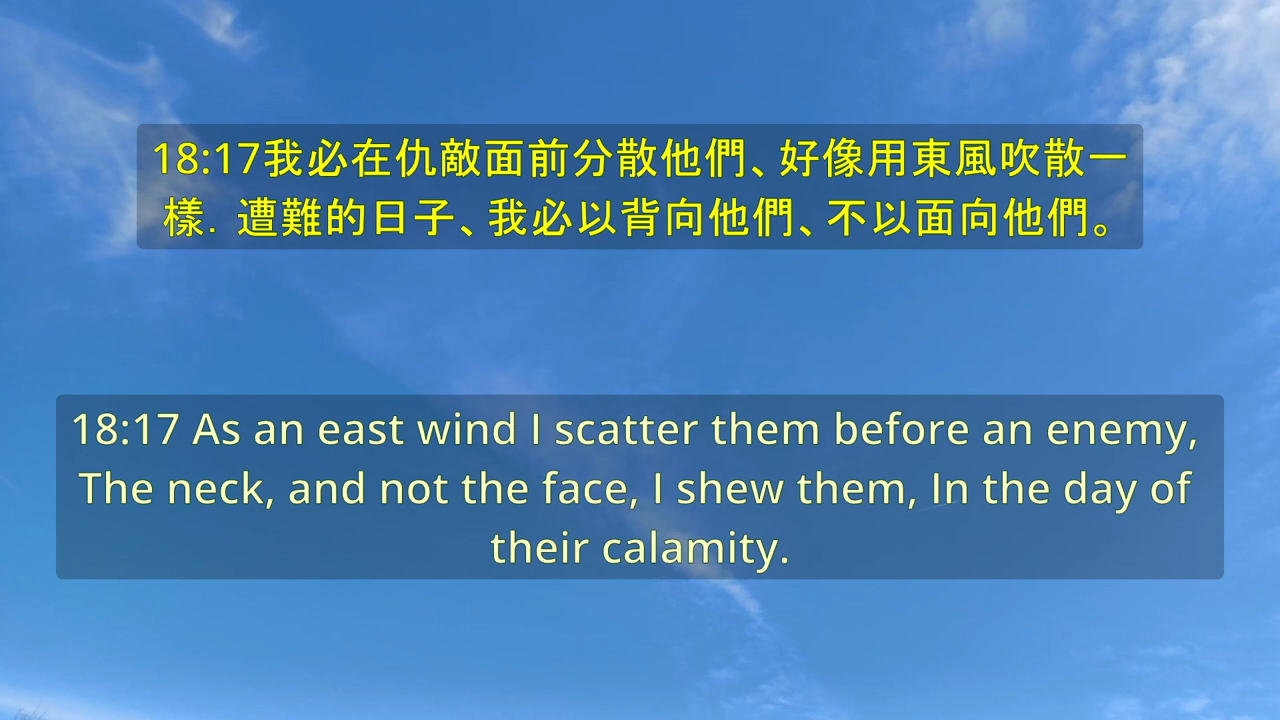 18:17我必在仇敵面前分散他們、好像用東風吹散一
樣．遭難的日子、我必以背向他們、不以面向他們。
18:17 As an east wind I scatter them before an enemy,
The neck, and not the face, I shew them, In the day of
their calamity.